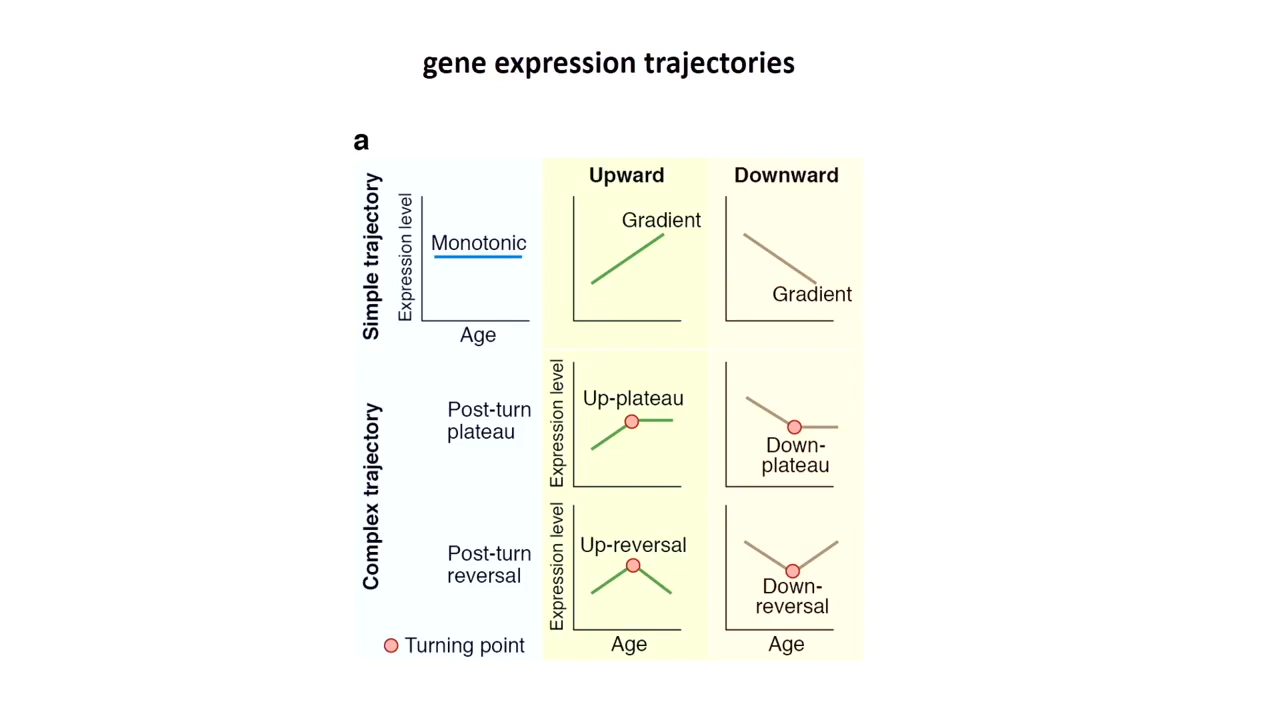 gene expression trajectories
a
Upward
Downward
Simple trajectory
Expression level
Monotonic
Age
Gradient
Gradient
Complex trajectory
Post-turn
plateau
Expression level
Up-plateau
Down-
plateau
Post-turn
reversal
Expression level
Up-reversal
Down-
reversal
Turning point
Age
Age